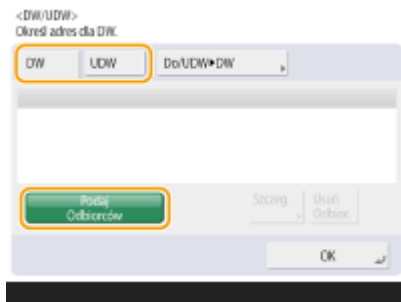 <DW/UDW>
Określ adres dla DW.
DW UDW Do/UDW▶DW
Podaj
Odbiorców
Szczeg. Usuń
Odbior.
OK